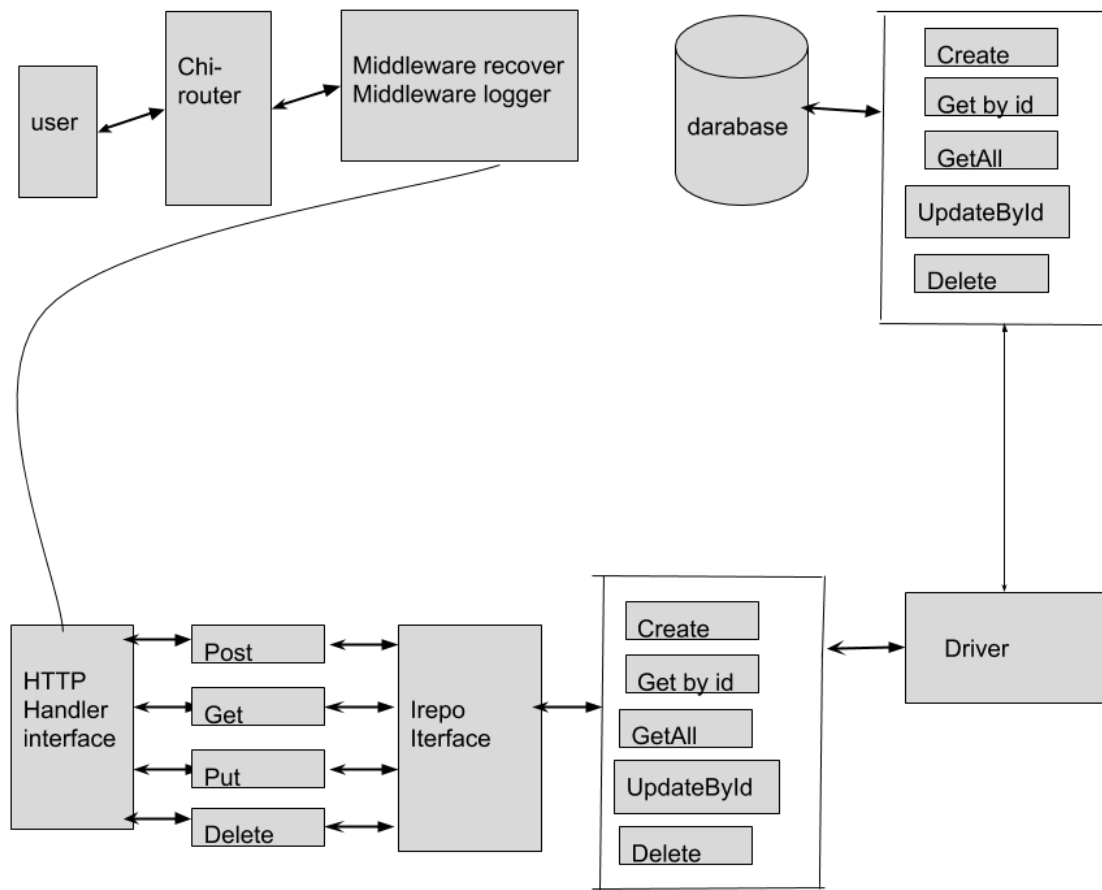 user
Chi-
router
Middleware recover
Middleware logger
darabase
Create
Get by id
GetAll
UpdateById
Delete
HTTP
Handler
interface
Post
Get
Put
Delete
Irepo
Iterface
Create
Get by id
GetAll
UpdateById
Delete
Driver